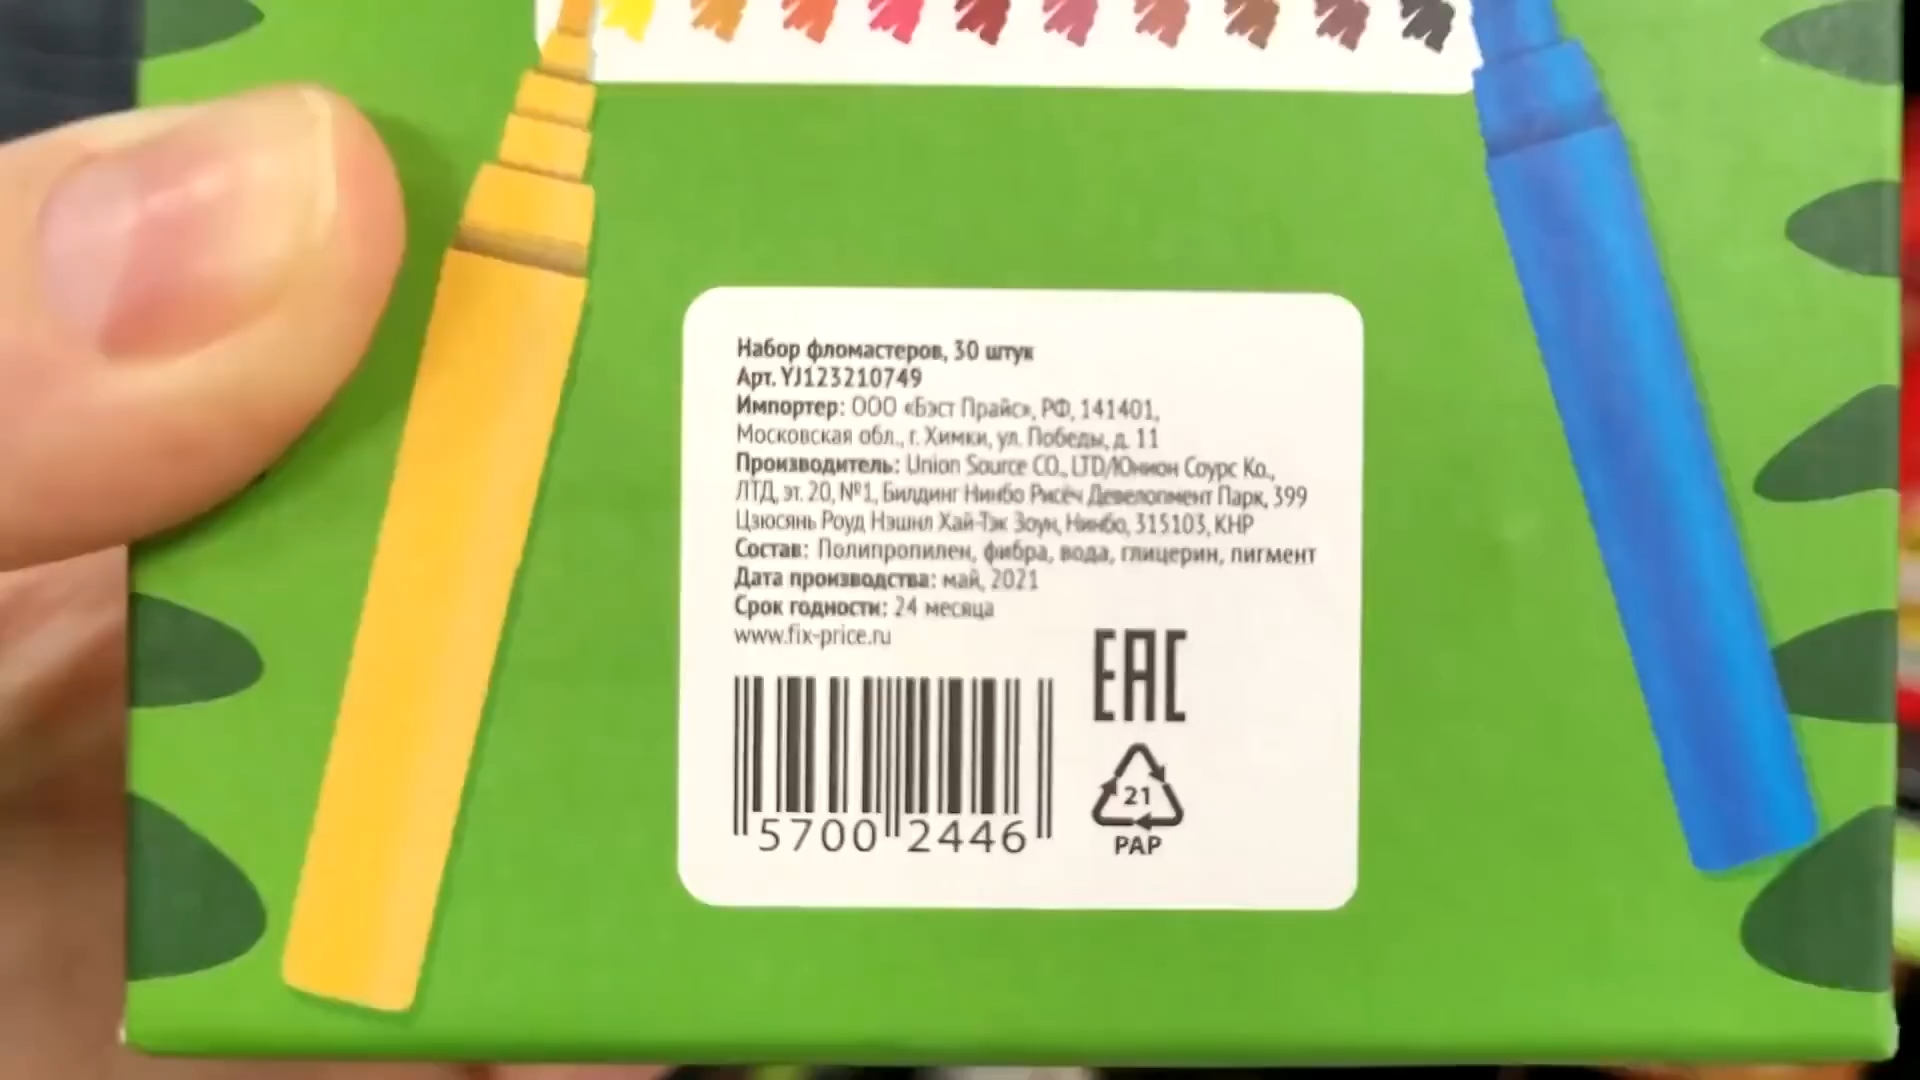 Набор фломастеров, 30 штук
Арт. YJ123210749
Импортер: ООО «Бэст Прайс», РФ, 141401,
Московская обл., г. Химки, ул. Победы, д. 11
Производитель: Union Source CO., LTD/Юнион Соурс Ко.,
ЛТД, эт. 20, №1, Билдинг Нинбо Рисёч Девелопмент Парк, 399
Цзюсянь Роуд Нэшнл Хай-Тэк Зоун, Нинбо, 315103, КНР
Состав: Полипропилен, фибра, вода, глицерин, пигмент
Дата производства: май, 2021
Срок годности: 24 месяца
www.fix-price.ru
EAC
5700 2446
21
PAP